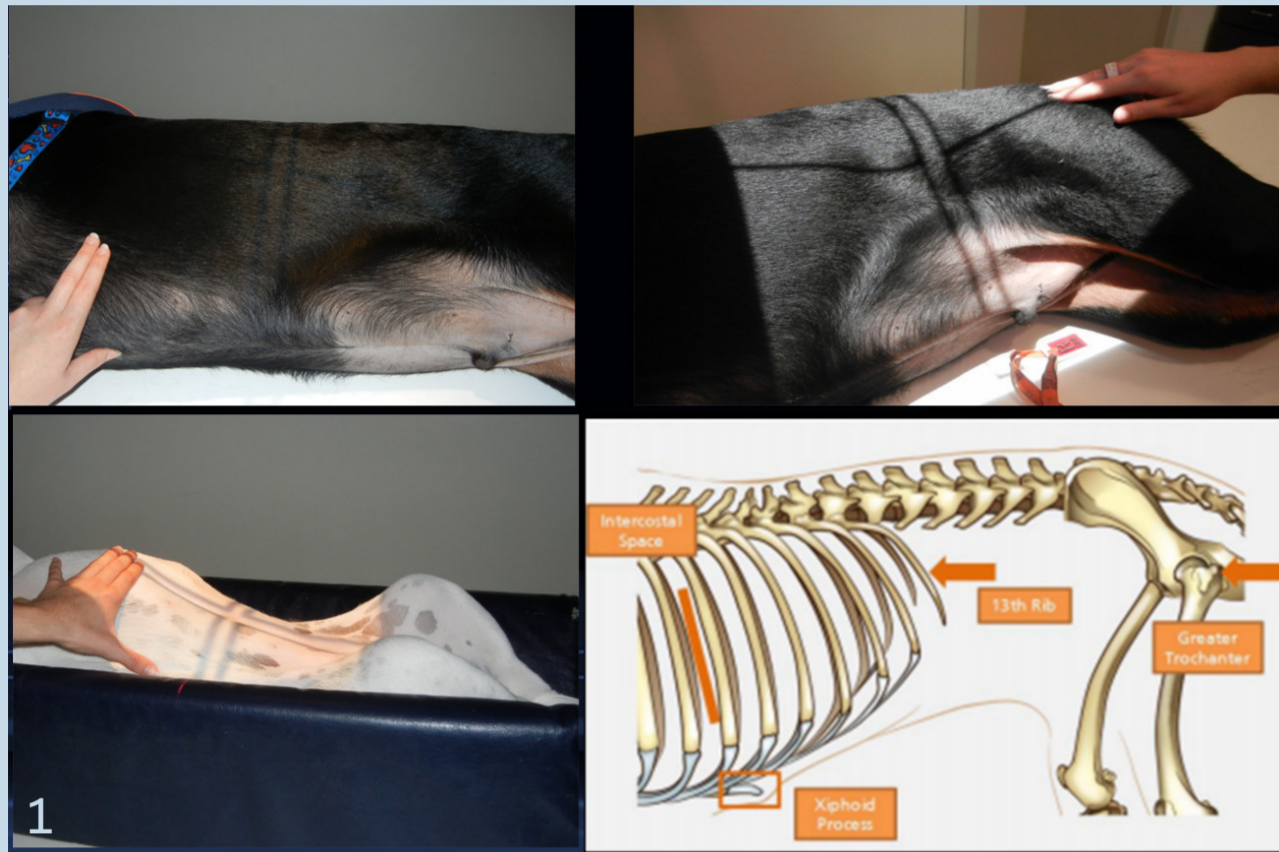 Intercostal
Space
13th Rib
Greater
Trochanter
Xiphoid
Process
1